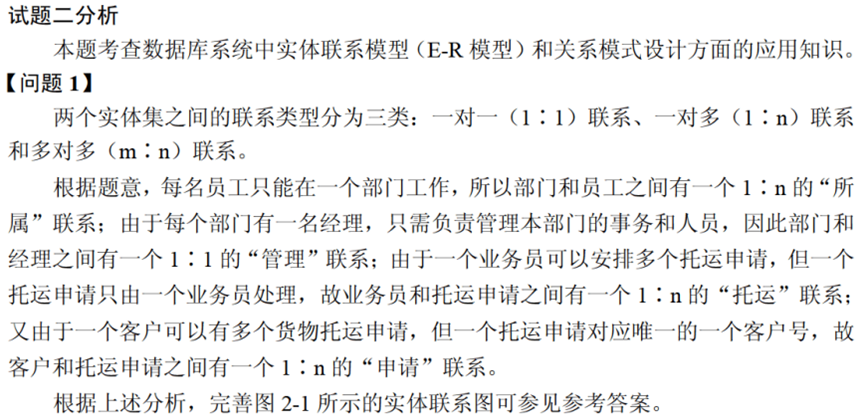 试题二分析
本题考查数据库系统中实体联系模型（E-R 模型）和关系模式设计方面的应用知识。
【问题 1】
两个实体集之间的联系类型分为三类：一对一（1∶1）联系、一对多（1∶n）联系
和多对多（m∶n）联系。
根据题意，每名员工只能在一个部门工作，所以部门和员工之间有一个 1∶n 的“所
属”联系；由于每个部门有一名经理，只需负责管理本部门的事务和人员，因此部门和
经理之间有一个 1∶1 的“管理”联系；由于一个业务员可以安排多个托运申请，但一个
托运申请只由一个业务员处理，故业务员和托运申请之间有一个 1∶n 的“托运”联系；
又由于一个客户可以有多个货物托运申请，但一个托运申请对应唯一的一个客户号，故
客户和托运申请之间有一个 1∶n 的“申请”联系。
根据上述分析，完善图 2-1 所示的实体联系图可参见参考答案。